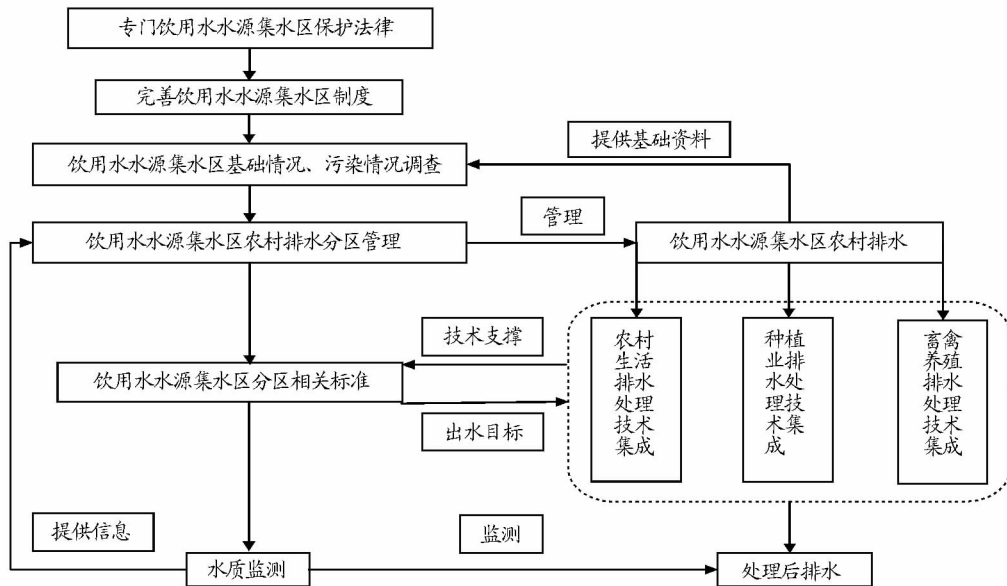 专门饮用水水源集水区保护法律
完善饮用水水源集水区制度
提供基础资料
饮用水水源集水区基础情况、污染情况调查
管理
饮用水水源集水区农村排水分区管理
饮用水水源集水区农村排水
技术支撑
农村
生活
排水
处理
技术
集成
种植
业排
水处
理技
术集
成
畜禽
养殖
排水
处理
技术
集成
饮用水水源集水区分区相关标准
出水目标
提供信息
监测
水质监测
处理后排水